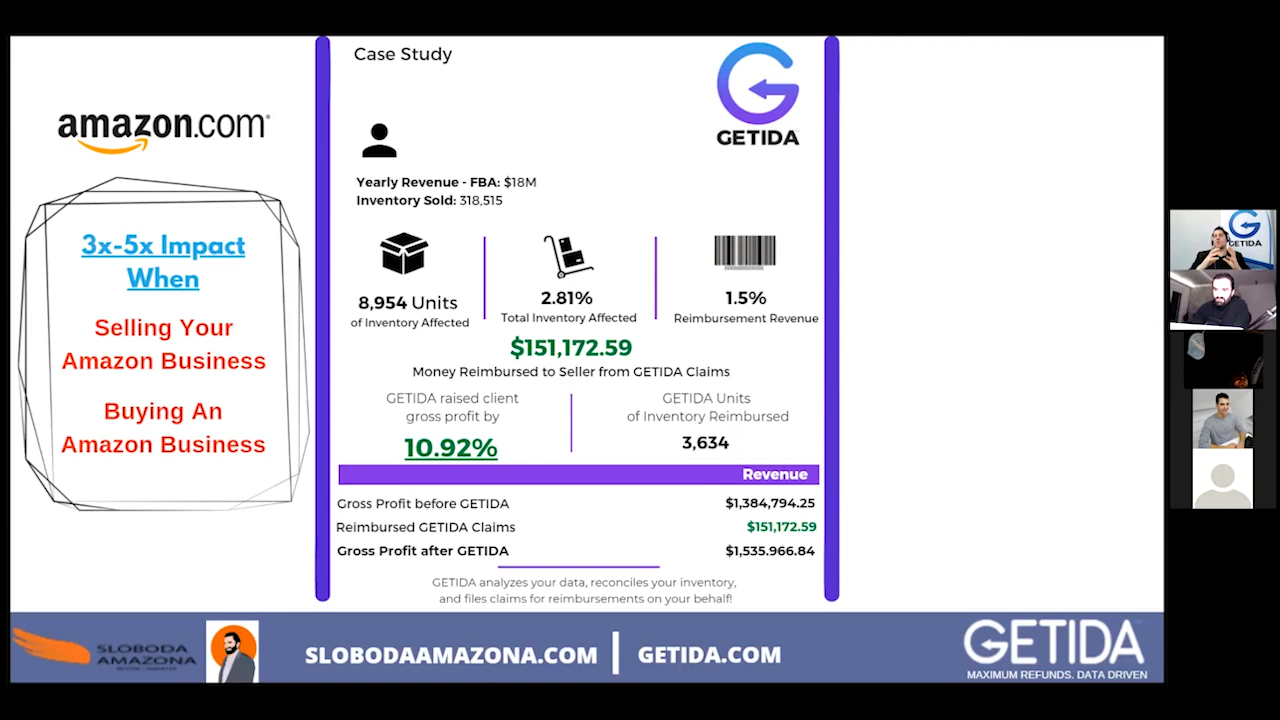 amazon.com
3x-5x Impact
When
Selling Your
Amazon Business
Buying An
Amazon Business
Case Study
GETIDA
Yearly Revenue - FBA: $18M
Inventory Sold: 318,515
8,954 Units
of Inventory Affected
2.81%
Total Inventory Affected
1.5%
Reimbursement Revenue
$151,172.59
Money Reimbursed to Seller from GETIDA Claims
GETIDA raised client
gross profit by
10.92%
GETIDA Units
of Inventory Reimbursed
3,634
Revenue
Gross Profit before GETIDA $1,384,794.25
Reimbursed GETIDA Claims $151,172.59
Gross Profit after GETIDA $1,535.966.84
GETIDA analyzes your data, reconciles your inventory,
and files claims for reimbursements on your behalf!
GETIDA
SLOBODA
AMAZONA
SLOBODAAMAZONA.COM | GETIDA.COM
GETIDA
MAXIMUM REFUNDS. DATA DRIVEN